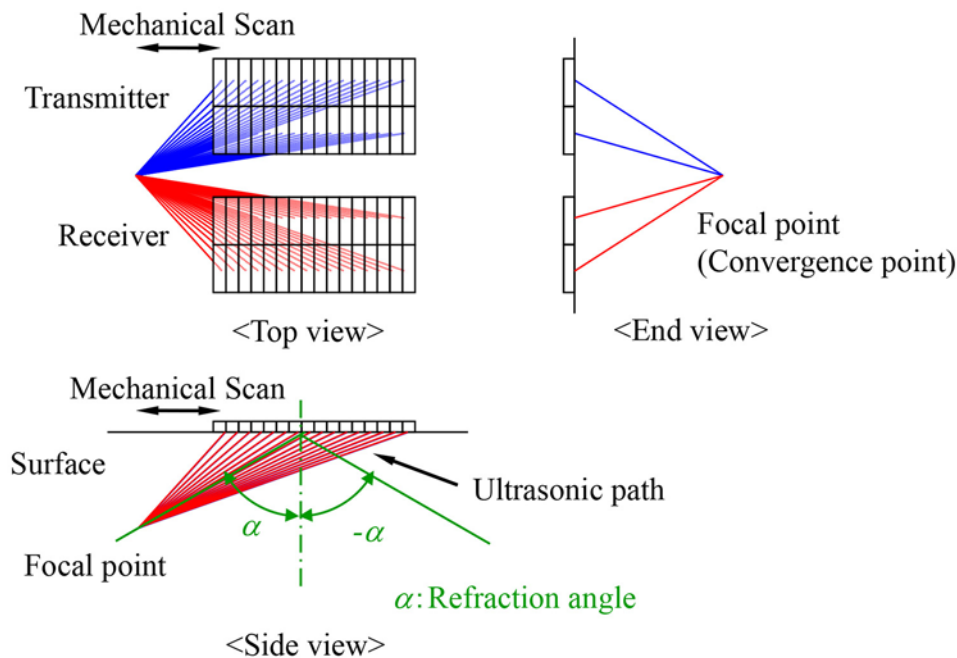 Mechanical Scan
Transmitter
Receiver
<Top view>
Focal point
(Convergence point)
<End view>
Mechanical Scan
Surface
Ultrasonic path
α
-α
Focal point
α: Refraction angle
<Side view>